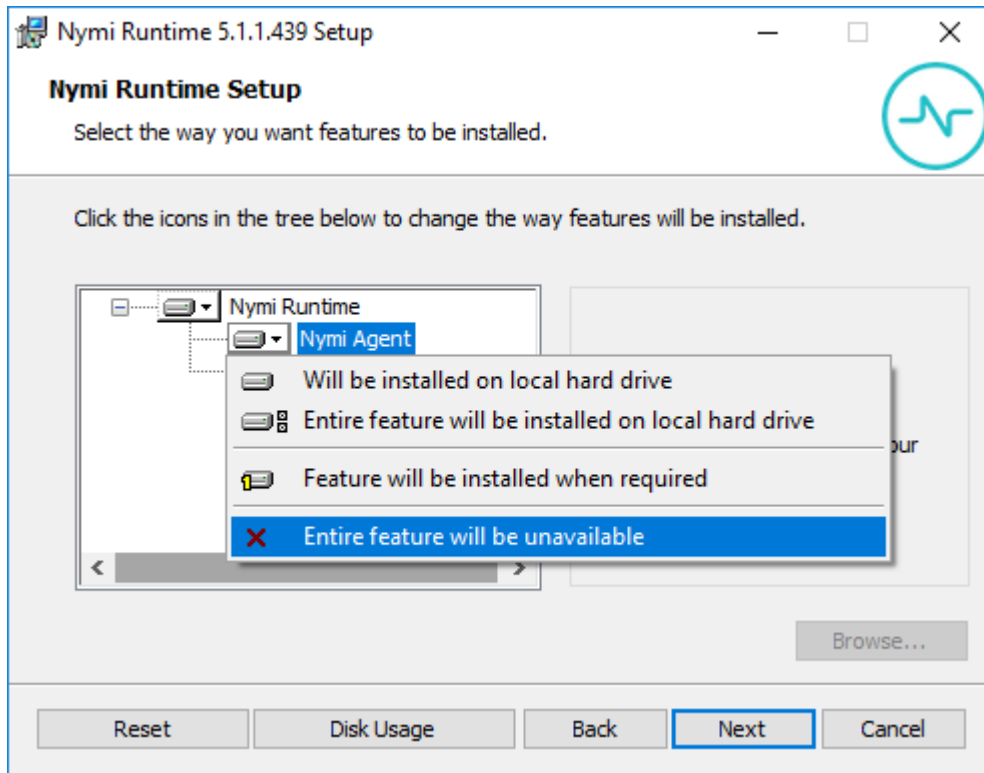 Nymi Runtime 5.1.1.439 Setup
Nymi Runtime Setup
Select the way you want features to be installed.
Click the icons in the tree below to change the way features will be installed.
Nymi Runtime
Nymi Agent
Will be installed on local hard drive
Entire feature will be installed on local hard drive
Feature will be installed when required
Entire feature will be unavailable
Browse...
Reset Disk Usage Back Next Cancel